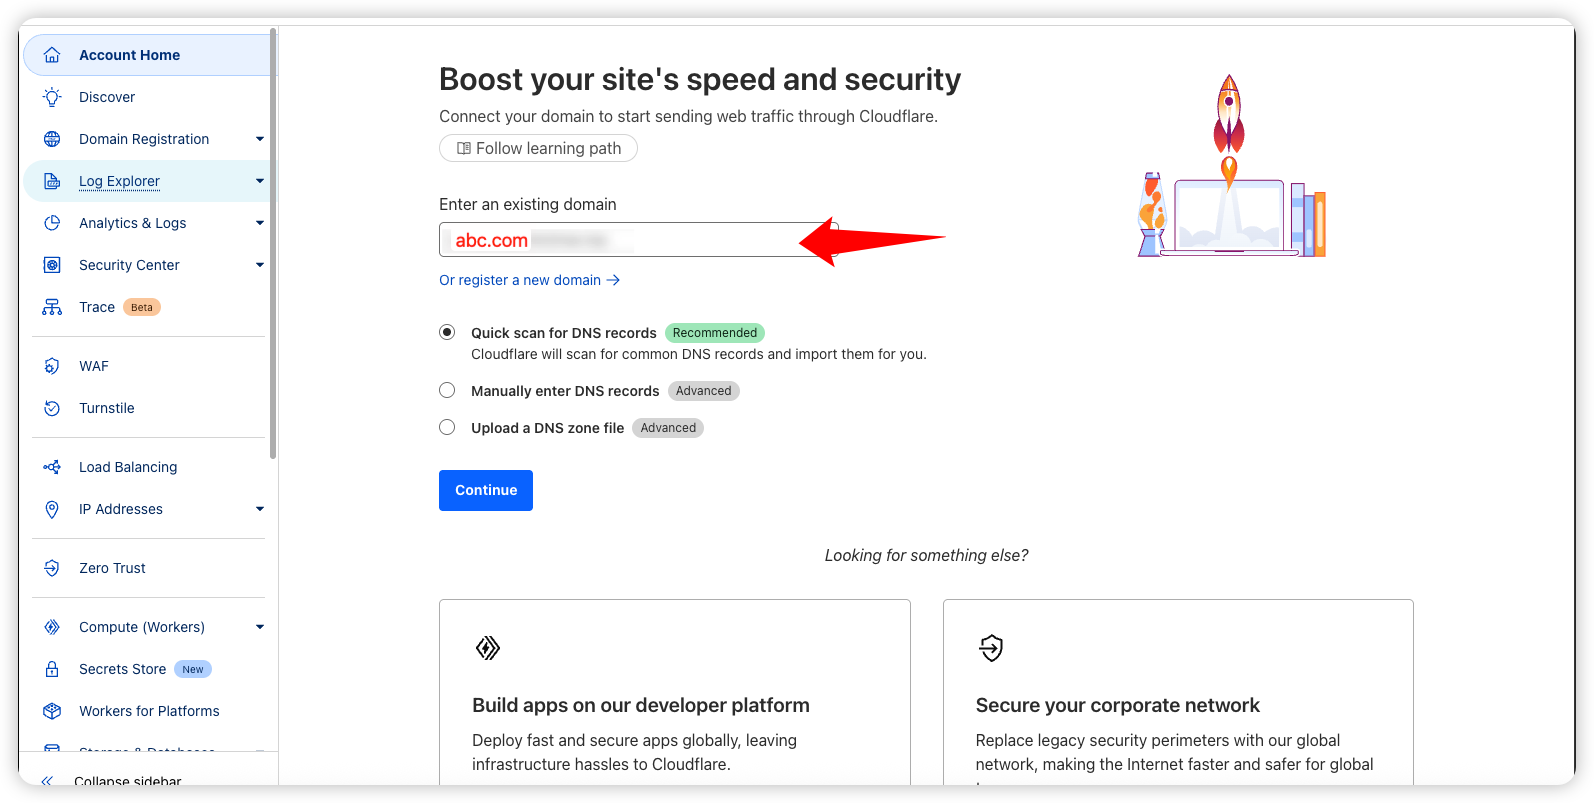 Account Home
Discover
Domain Registration
Log Explorer
Analytics & Logs
Security Center
Trace Beta
WAF
Turnstile
Load Balancing
IP Addresses
Zero Trust
Compute (Workers)
Secrets Store New
Workers for Platforms
Storage & Databases
Collapse sidebar
Boost your site's speed and security
Connect your domain to start sending web traffic through Cloudflare.
Follow learning path
Enter an existing domain
abc.com
Or register a new domain →
Quick scan for DNS records Recommended
Cloudflare will scan for common DNS records and import them for you.
Manually enter DNS records Advanced
Upload a DNS zone file Advanced
Continue
Looking for something else?
Build apps on our developer platform
Deploy fast and secure apps globally, leaving
infrastructure hassles to Cloudflare.
Secure your corporate network
Replace legacy security perimeters with our global
network, making the Internet faster and safer for global